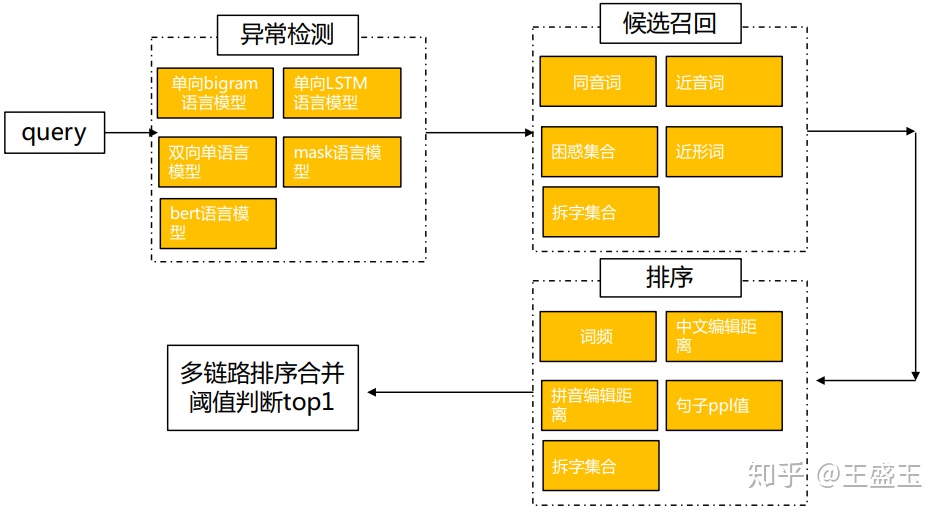 query
异常检测
单向bigram
语言模型
单向LSTM
语言模型
双向单语言
模型
mask语言模
型
bert语言模
型
候选召回
同音词
近音词
困惑集合
近形词
拆字集合
排序
词频
中文编辑距
离
拼音编辑距
离
句子ppl值
拆字集合
多链路排序合并
阈值判断top1
知乎 @王盛玉